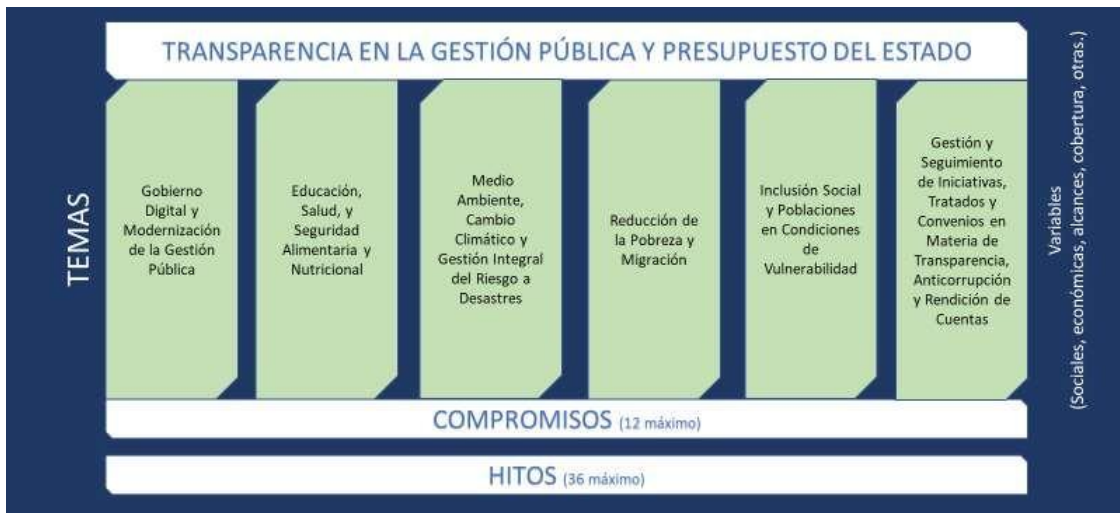 TRANSPARENCIA EN LA GESTIÓN PÚBLICA Y PRESUPUESTO DEL ESTADO
TEMAS
Gobierno
Digital y
Modernización
de la Gestión
Pública
Educación,
Salud, y
Seguridad
Alimentaria y
Nutricional
Medio
Ambiente,
Cambio
Climático y
Gestión Integral
del Riesgo a
Desastres
Reducción de
la Pobreza y
Migración
Inclusión Social
y Poblaciones
en Condiciones
de
Vulnerabilidad
Gestión y
Seguimiento
de Iniciativas,
Tratados y
Convenios en
Materia de
Transparencia,
Anticorrupción
y Rendición de
Cuentas
Variables
(Sociales, económicas, alcances, cobertura, otras.)
COMPROMISOS (12 máximo)
HITOS (36 máximo)